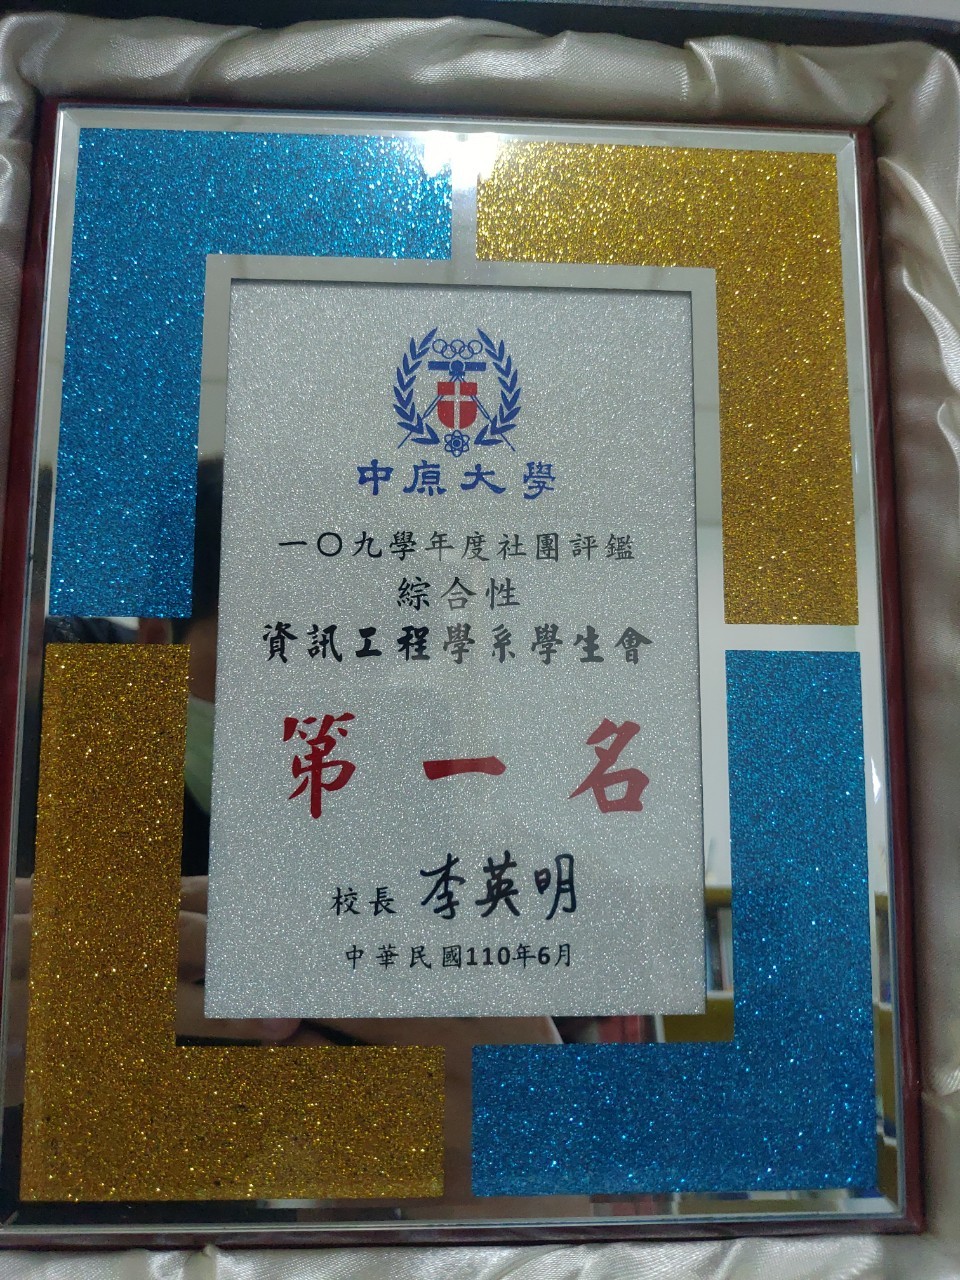 中原大學
一〇九學年度社團評鑑
綜合性
資訊工程學系學生會
第一名
校長 李英明
中華民國110年6月